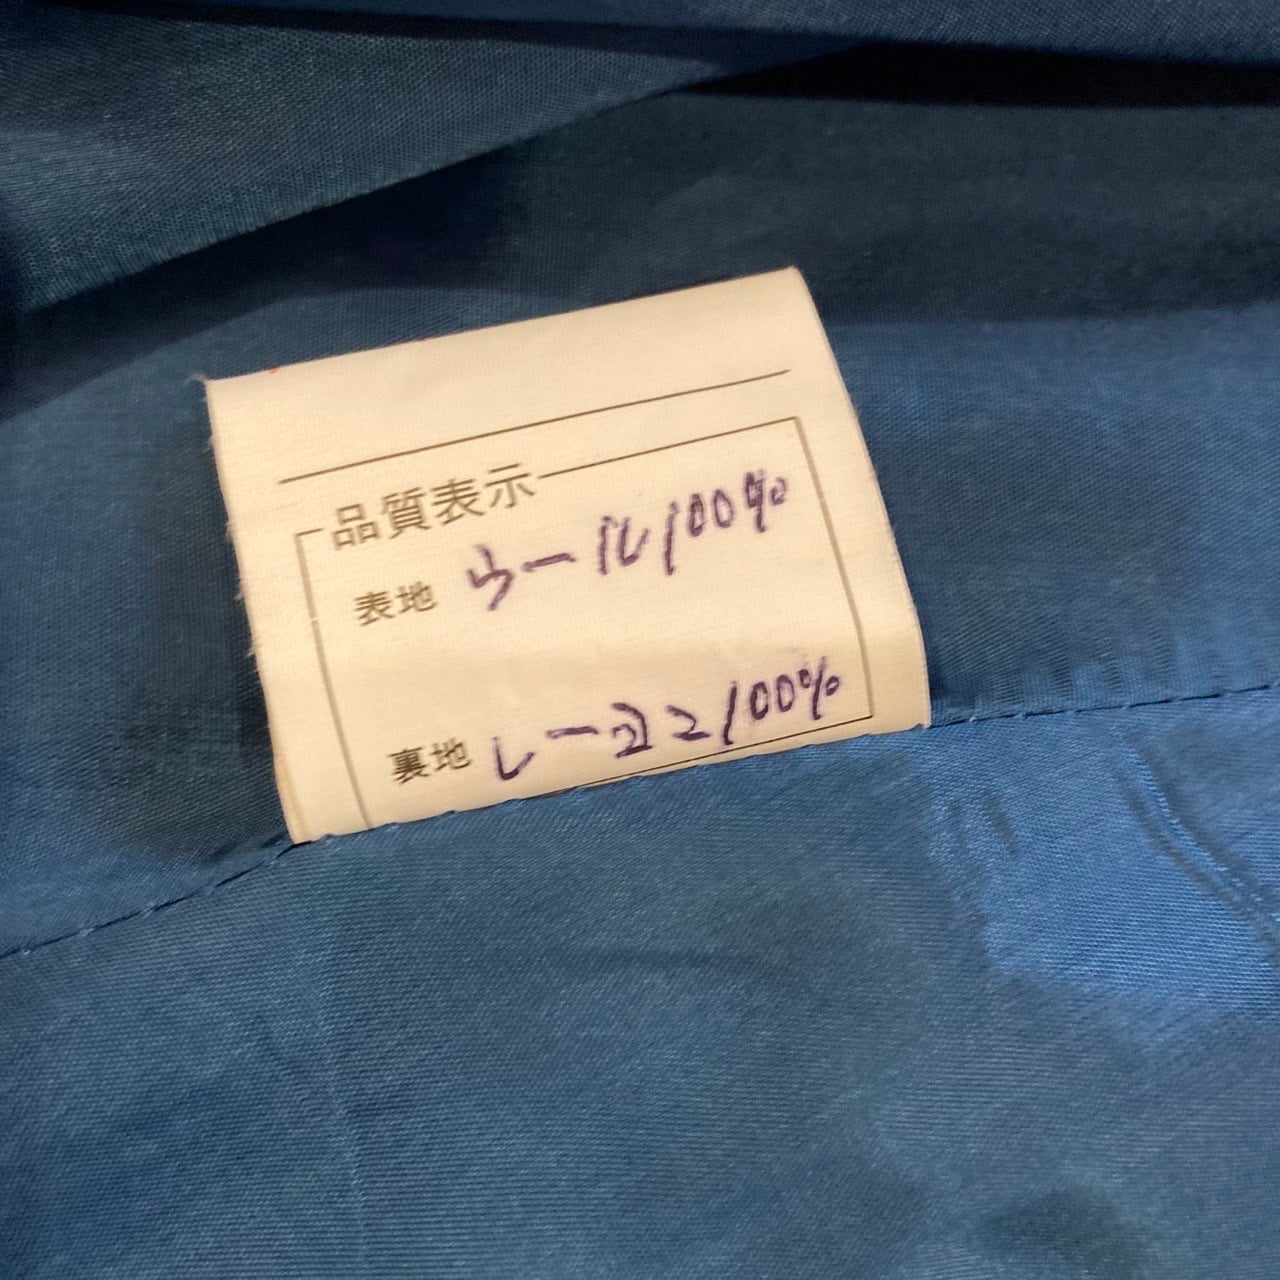 品質表示
表地 ウール100%
裏地 レーヨン100%